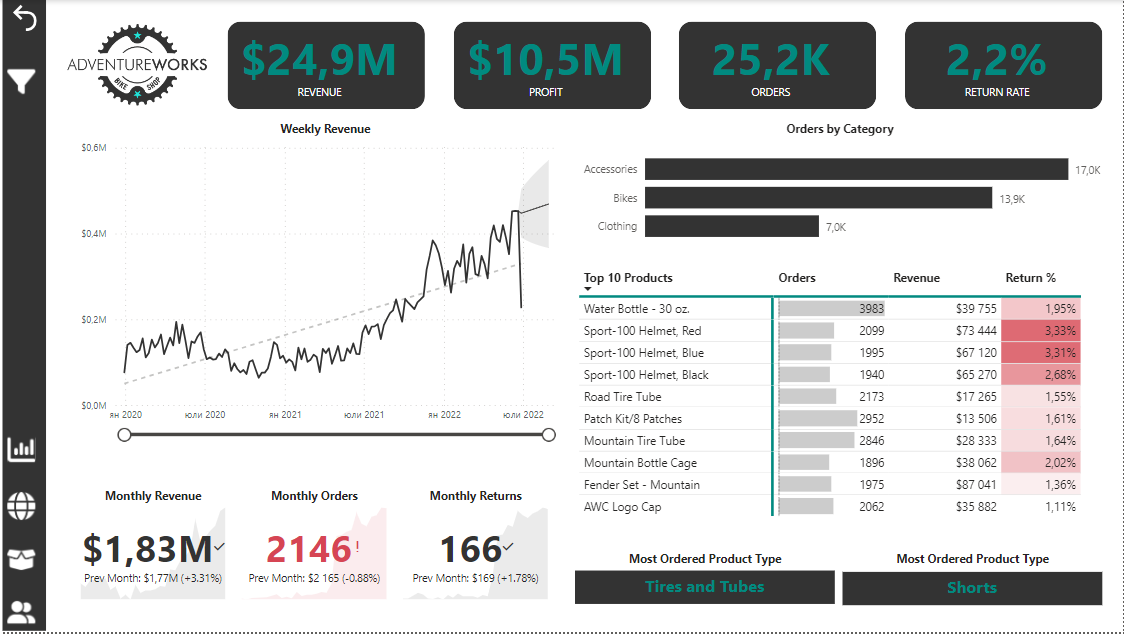 ADVENTUREWORKS
BIKE SHOP
$24,9M
REVENUE
$10,5M
PROFIT
25,2K
ORDERS
2,2%
RETURN RATE
Weekly Revenue
$0,6M
$0,4M
$0,2M
$0,0M
ян 2020
юли 2020
ян 2021
юли 2021
ян 2022
юли 2022
Orders by Category
Accessories 17,0K
Bikes 13,9K
Clothing 7,0K
Top 10 Products Orders Revenue Return %
Water Bottle - 30 oz. 3983 $39 755 1,95%
Sport-100 Helmet, Red 2099 $73 444 3,33%
Sport-100 Helmet, Blue 1995 $67 120 3,31%
Sport-100 Helmet, Black 1940 $65 270 2,68%
Road Tire Tube 2173 $17 265 1,55%
Patch Kit/8 Patches 2952 $13 506 1,61%
Mountain Tire Tube 2846 $28 333 1,64%
Mountain Bottle Cage 1896 $38 062 2,02%
Fender Set - Mountain 1975 $87 041 1,36%
AWC Logo Cap 2062 $35 882 1,11%
Monthly Revenue
$1,83M
Prev Month: $1,77M (+3.31%)
Monthly Orders
2146!
Prev Month: $2 165 (-0.88%)
Monthly Returns
166
Prev Month: $169 (+1.78%)
Most Ordered Product Type
Tires and Tubes
Most Ordered Product Type
Shorts